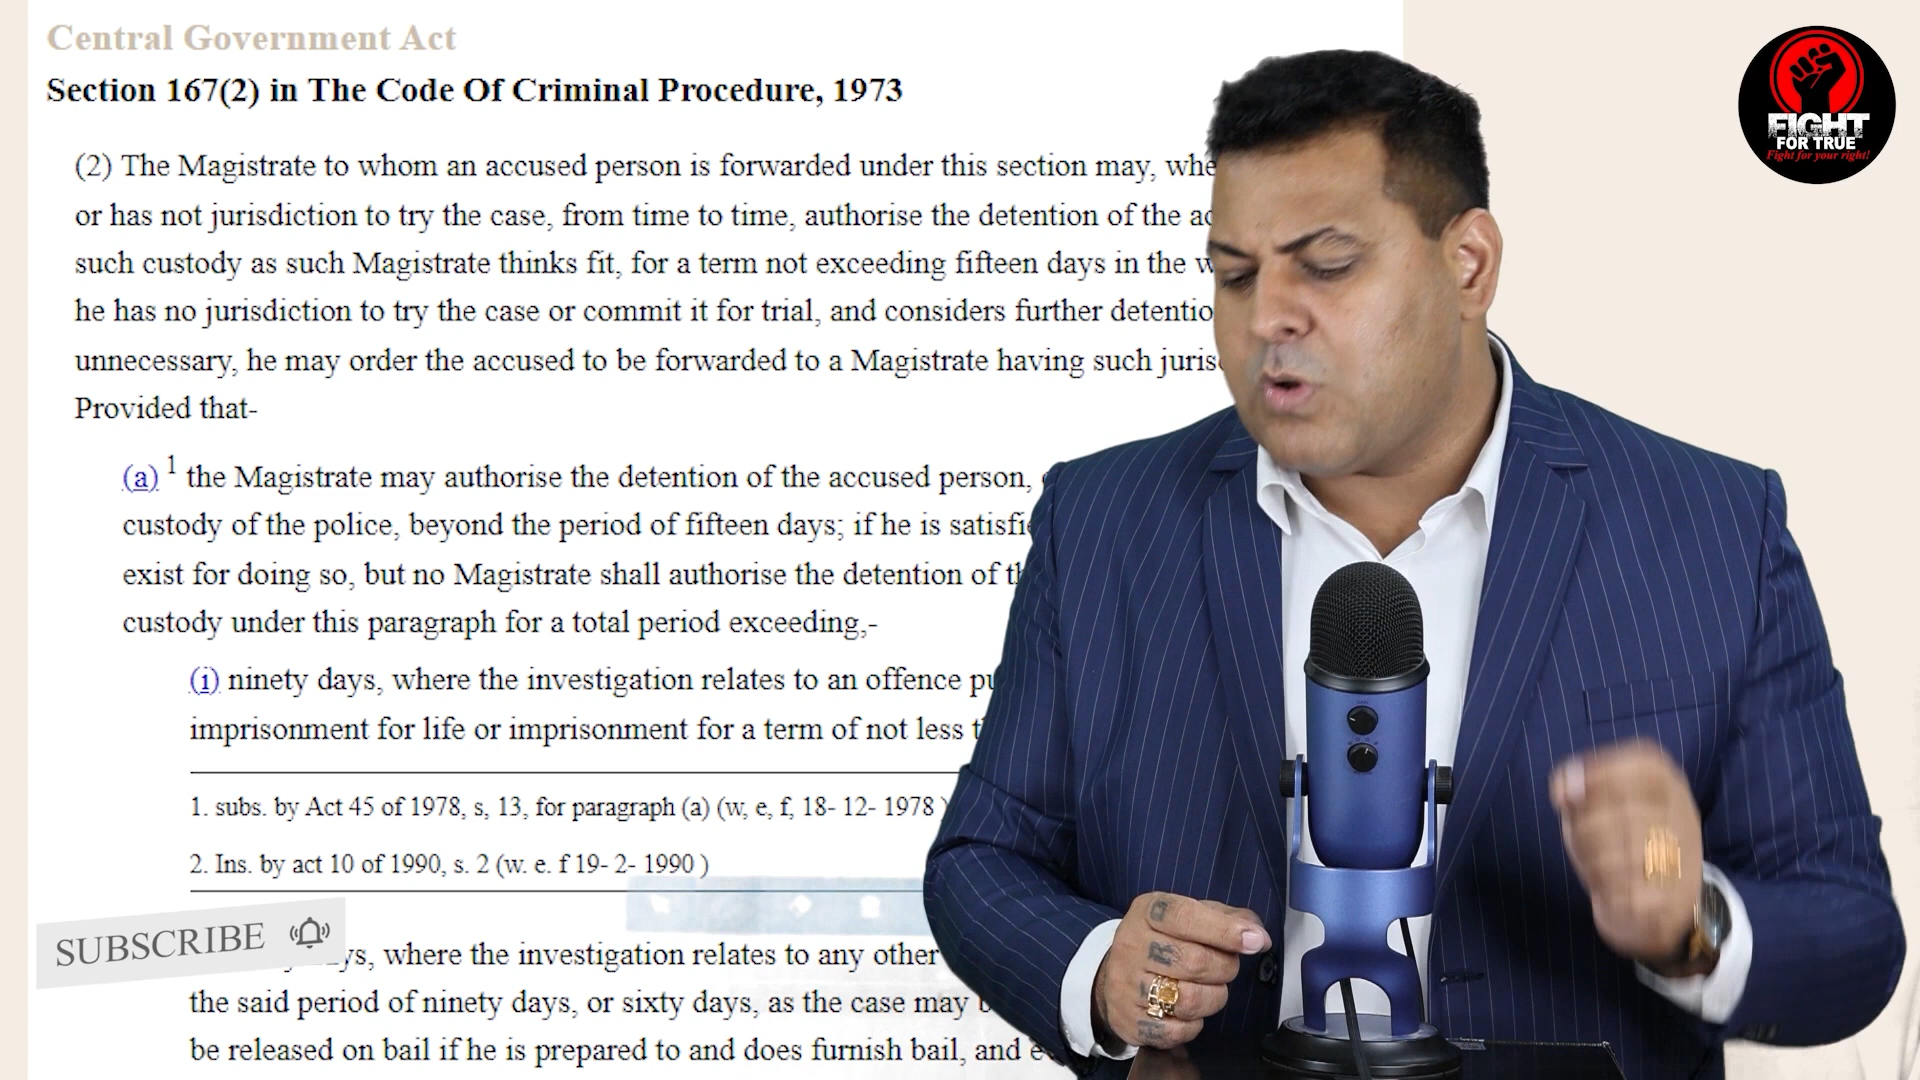 Central Government Act
Section 167(2) in The Code Of Criminal Procedure, 1973
(2) The Magistrate to whom an accused person is forwarded under this section may,
or has not jurisdiction to try the case, from time to time, authorise the detention of the
such custody as such Magistrate thinks fit, for a term not exceeding fifteen days in the
he has no jurisdiction to try the case or commit it for trial, and considers further
unnecessary, he may order the accused to be forwarded to a Magistrate having such
Provided that-
(a) 1 the Magistrate may authorise the detention of the accused person,
custody of the police, beyond the period of fifteen days; if he is
exist for doing so, but no Magistrate shall authorise the detention of
custody under this paragraph for a total period exceeding,-
(i) ninety days, where the investigation relates to an offence
imprisonment for life or imprisonment for a term of not less
1. subs. by Act 45 of 1978, s, 13, for paragraph (a) (w, e, f, 18- 12- 1978 )
2. Ins. by act 10 of 1990, s. 2 (w. e. f 19- 2- 1990 )
where the investigation relates to any other
the said period of ninety days, or sixty days, as the case may
be released on bail if he is prepared to and does furnish bail, and
SUBSCRIBE
FIGHT
FOR TRUE
Fight for your right!